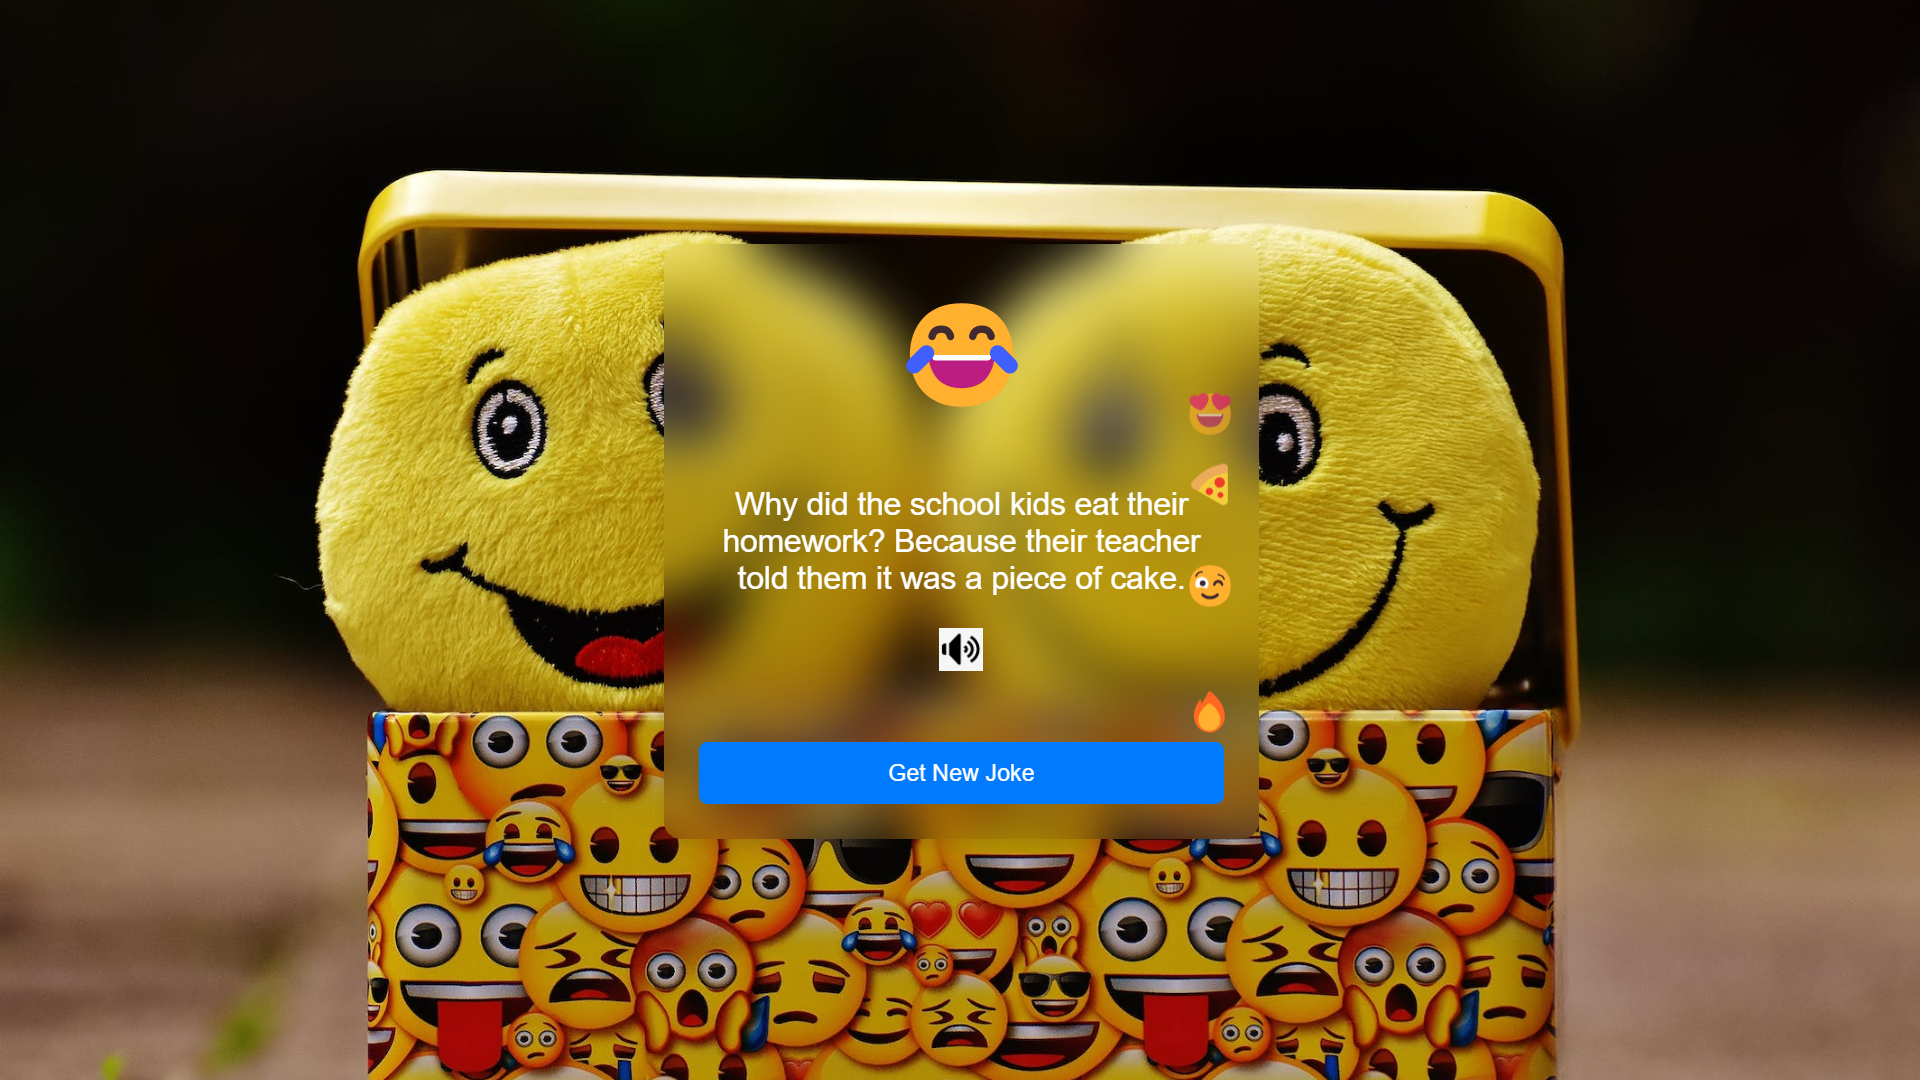 Why did the school kids eat their
homework? Because their teacher
told them it was a piece of cake.
Get New Joke